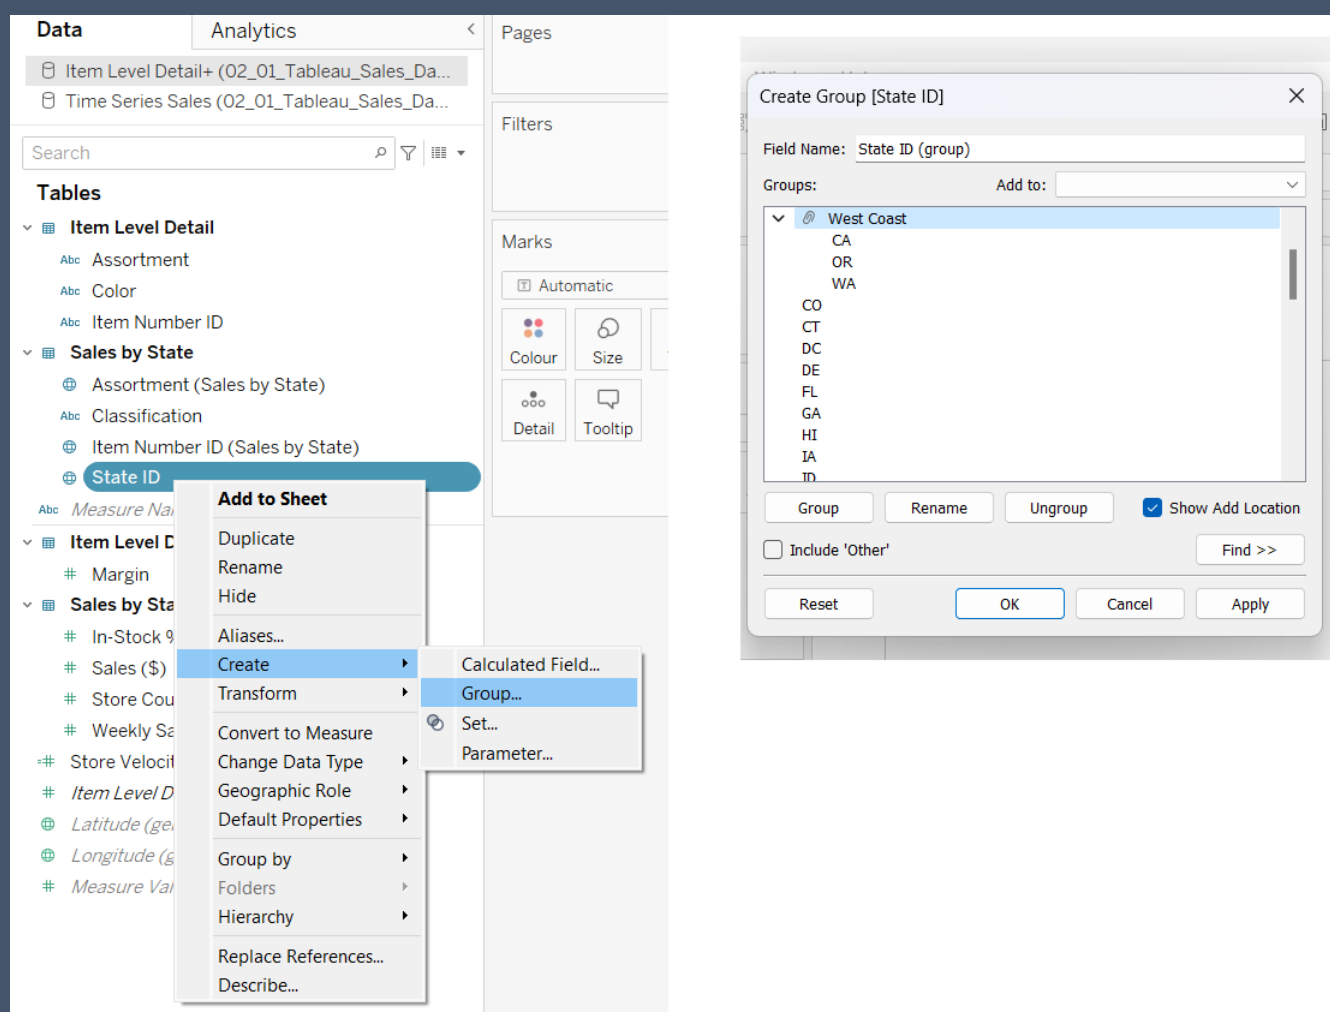 Data
Analytics
Item Level Detail+ (02_01_Tableau_Sales_Da...
Time Series Sales (02_01_Tableau_Sales_Da...
Search
Tables
Item Level Detail
Abc Assortment
Abc Color
Abc Item Number ID
Sales by State
Assortment (Sales by State)
Abc Classification
Item Number ID (Sales by State)
State ID
Abc Measure Na
Item Level D
# Margin
Sales by Sta
# In-Stock %
# Sales ($)
# Store Cou
# Weekly Sa
=# Store Velocit
# Item Level D
Latitude (ge
Longitude (g
# Measure Val
Add to Sheet
Duplicate
Rename
Hide
Aliases...
Create
Transform
Convert to Measure
Change Data Type
Geographic Role
Default Properties
Group by
Folders
Hierarchy
Replace References...
Describe...
Calculated Field...
Group...
Set...
Parameter...
Pages
Filters
Marks
Automatic
Colour
Size
Detail
Tooltip
Create Group [State ID]
Field Name: State ID (group)
Groups:
Add to:
West Coast
CA
OR
WA
CO
CT
DC
DE
FL
GA
HI
IA
ID
Group
Rename
Ungroup
Show Add Location
Include 'Other'
Find >>
Reset
OK
Cancel
Apply